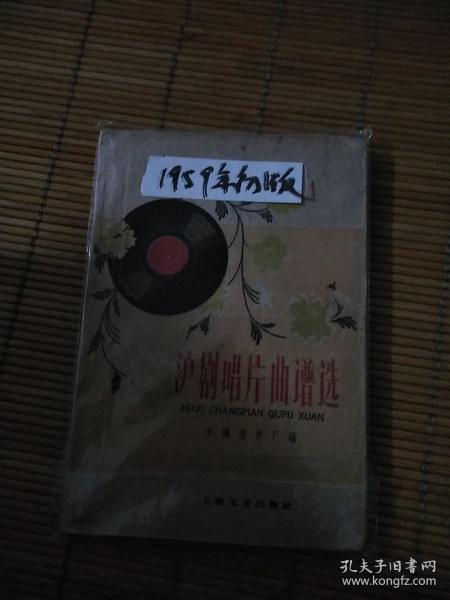 1959年初版
沪剧唱片曲谱选
HUJU CHANGPIAN QUPU XUAN
中国唱片厂编
上海文艺出版社
孔夫子旧书网
www.kongfz.com